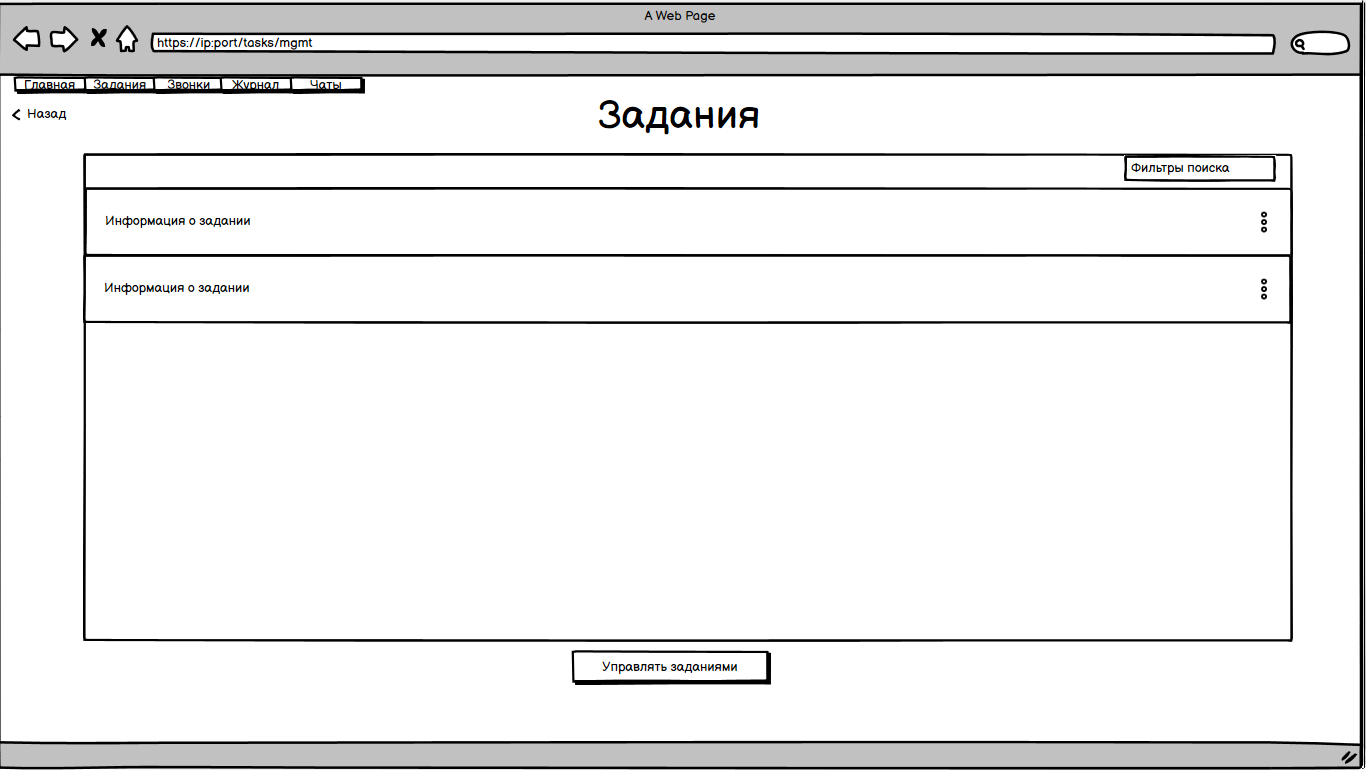 A Web Page
https://ip:port/tasks/mgmt
Главная Задания Звонки Журнал Чаты
Назад
Задания
Фильтры поиска
Информация о задании
Информация о задании
Управлять заданиями